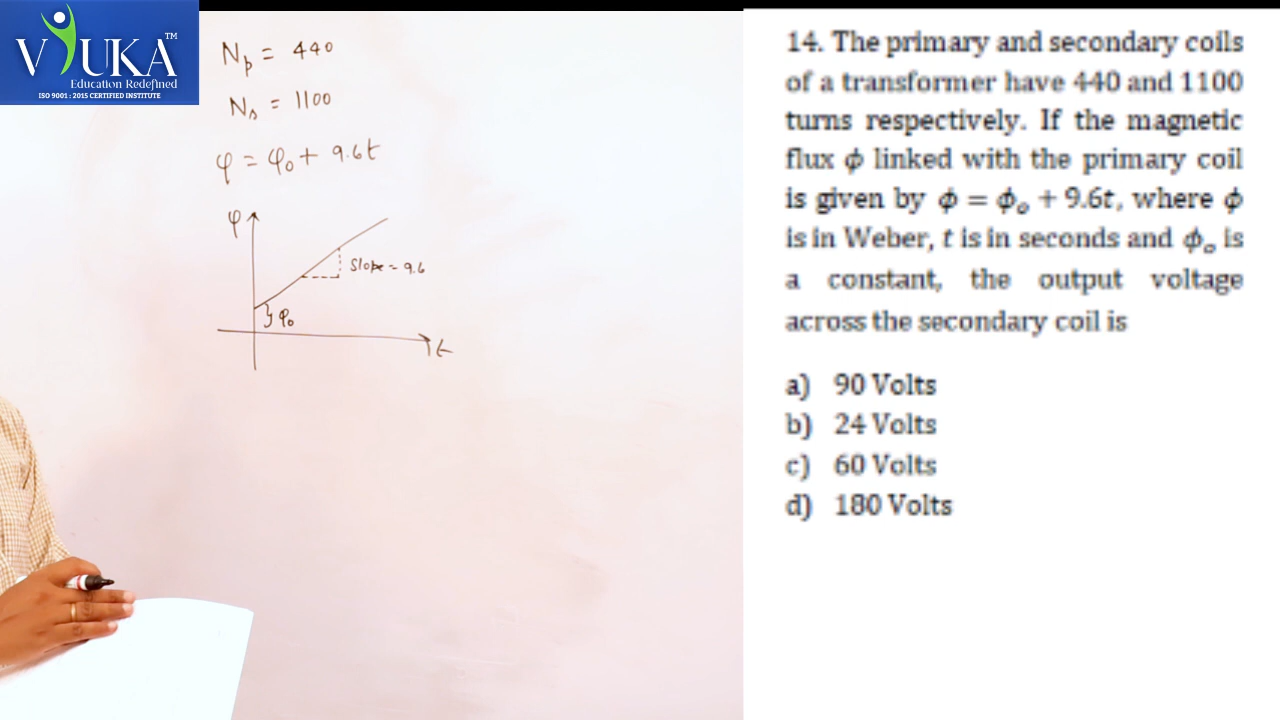 VIUKA™
Education Redefined
ISO 9001 : 2015 CERTIFIED INSTITUTE
Np = 440
Ns = 1100
φ = φ₀ + 9.6t
φ
Slope = 9.6
φ₀
t
14. The primary and secondary coils
of a transformer have 440 and 1100
turns respectively. If the magnetic
flux ϕ linked with the primary coil
is given by ϕ = ϕₒ + 9.6t, where ϕ
is in Weber, t is in seconds and ϕₒ is
a constant, the output voltage
across the secondary coil is
a) 90 Volts
b) 24 Volts
c) 60 Volts
d) 180 Volts